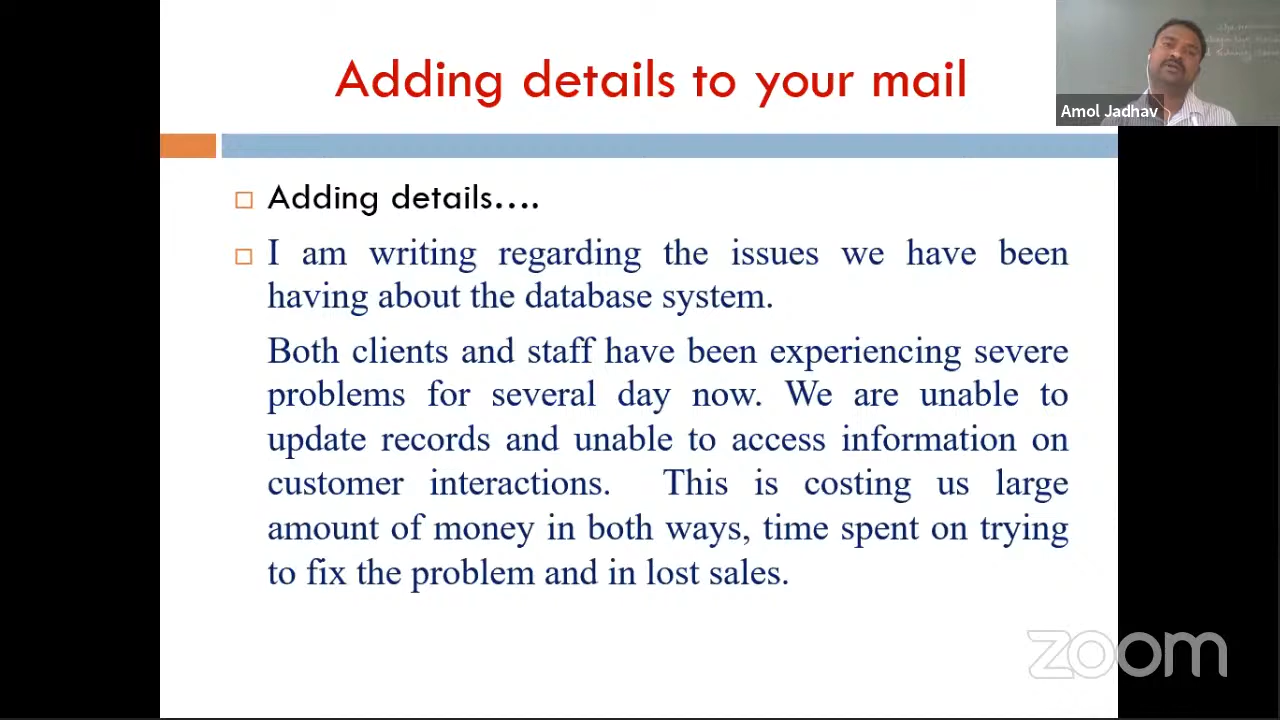 Adding details to your mail
Amol Jadhav
Adding details….
I am writing regarding the issues we have been
having about the database system.
Both clients and staff have been experiencing severe
problems for several day now. We are unable to
update records and unable to access information on
customer interactions. This is costing us large
amount of money in both ways, time spent on trying
to fix the problem and in lost sales.
zoom